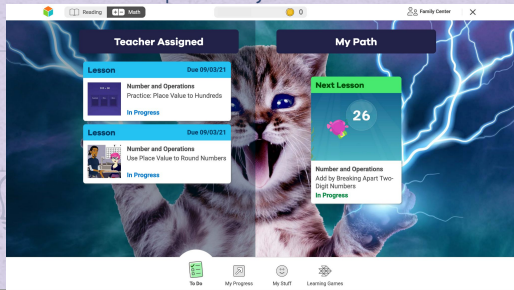 Reading
Math
0
Family Center
Teacher Assigned
My Path
Lesson
Due 09/03/21
Number and Operations
Practice: Place Value to Hundreds
In Progress
Lesson
Due 09/03/21
Number and Operations
Use Place Value to Round Numbers
In Progress
Next Lesson
26
Number and Operations
Add by Breaking Apart Two-
Digit Numbers
In Progress
To Do
My Progress
My Stuff
Learning Games